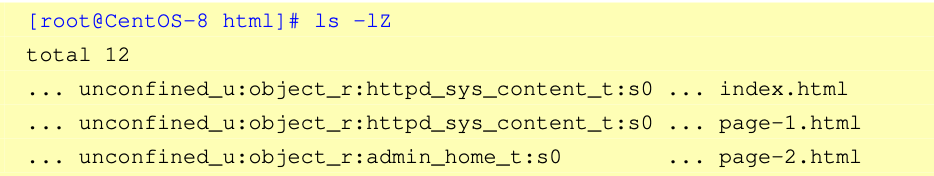 [root@CentOS-8 html]# ls -lZ
total 12
... unconfined_u:object_r:httpd_sys_content_t:s0 ... index.html
... unconfined_u:object_r:httpd_sys_content_t:s0 ... page-1.html
... unconfined_u:object_r:admin_home_t:s0        ... page-2.html